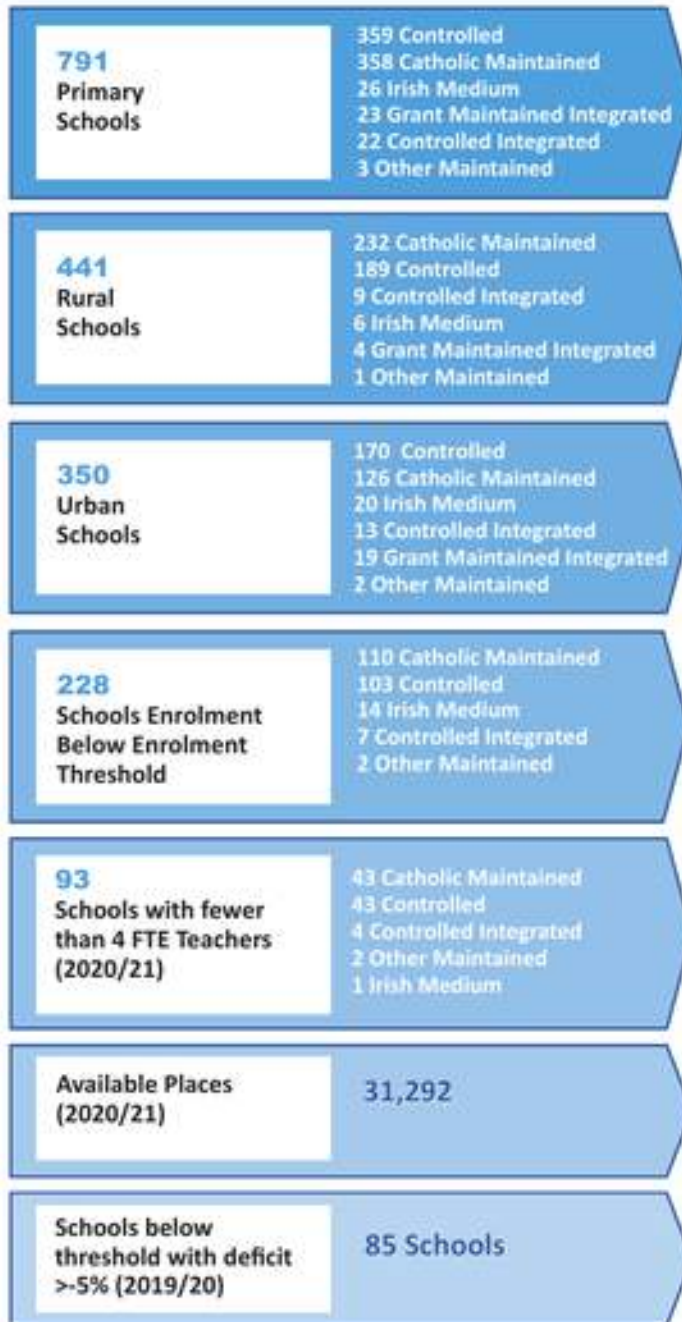 791
Primary
Schools
359 Controlled
358 Catholic Maintained
26 Irish Medium
23 Grant Maintained Integrated
22 Controlled Integrated
3 Other Maintained
441
Rural
Schools
232 Catholic Maintained
189 Controlled
9 Controlled Integrated
6 Irish Medium
4 Grant Maintained Integrated
1 Other Maintained
350
Urban
Schools
170 Controlled
126 Catholic Maintained
20 Irish Medium
13 Controlled Integrated
19 Grant Maintained Integrated
2 Other Maintained
228
Schools Enrolment
Below Enrolment
Threshold
110 Catholic Maintained
103 Controlled
14 Irish Medium
7 Controlled Integrated
2 Other Maintained
93
Schools with fewer
than 4 FTE Teachers
(2020/21)
43 Catholic Maintained
43 Controlled
4 Controlled Integrated
2 Other Maintained
1 Irish Medium
Available Places
(2020/21)
31,292
Schools below
threshold with deficit
>-5% (2019/20)
85 Schools